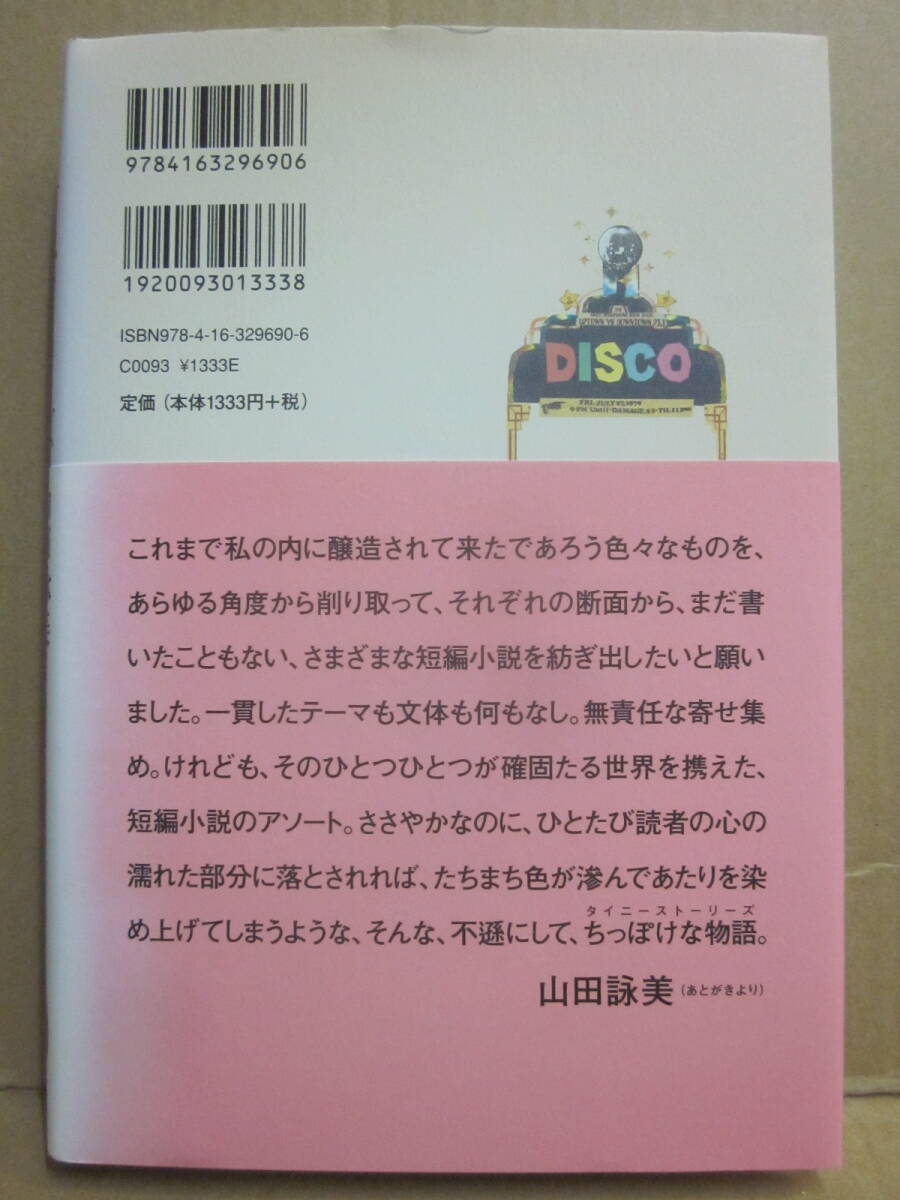 9784163296906
1920093013338
ISBN978-4-16-329690-6
C0093 ¥1333E
定価（本体1333円+税）
UPTOWN VS DOWNTOWN
DISCO
FRI. JULY 27, 1979
9 PM Until
これまで私の内に醸造されて来たであろう色々なものを、
あらゆる角度から削り取って、それぞれの断面から、まだ書
いたこともない、さまざまな短編小説を紡ぎ出したいと願い
ました。一貫したテーマも文体も何もなし。無責任な寄せ集
め。けれども、そのひとつひとつが確固たる世界を携えた、
短編小説のアソート。ささやかなのに、ひとたび読者の心の
濡れた部分に落とされれば、たちまち色が滲んであたりを染
タイニーストーリーズ
め上げてしまうような、そんな、不遜にして、ちっぽけな物語。
山田詠美（あとがきより）